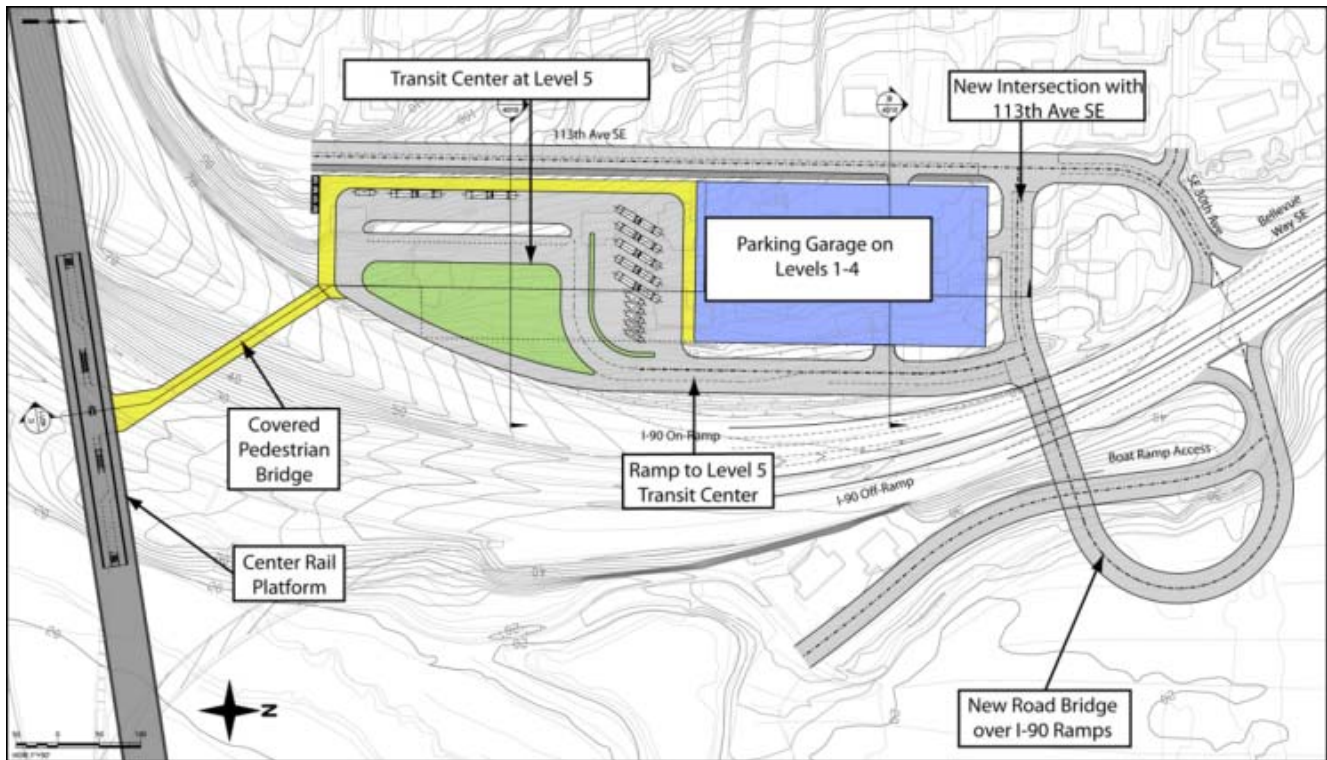 Transit Center at Level 5
New Intersection with
113th Ave SE
113th Ave SE
SE 30th Ave
Bellevue
Way SE
Parking Garage on
Levels 1-4
Covered
Pedestrian
Bridge
I-90 On-Ramp
Ramp to Level 5
Transit Center
Boat Ramp Access
I-90 Off-Ramp
Center Rail
Platform
New Road Bridge
over I-90 Ramps
N